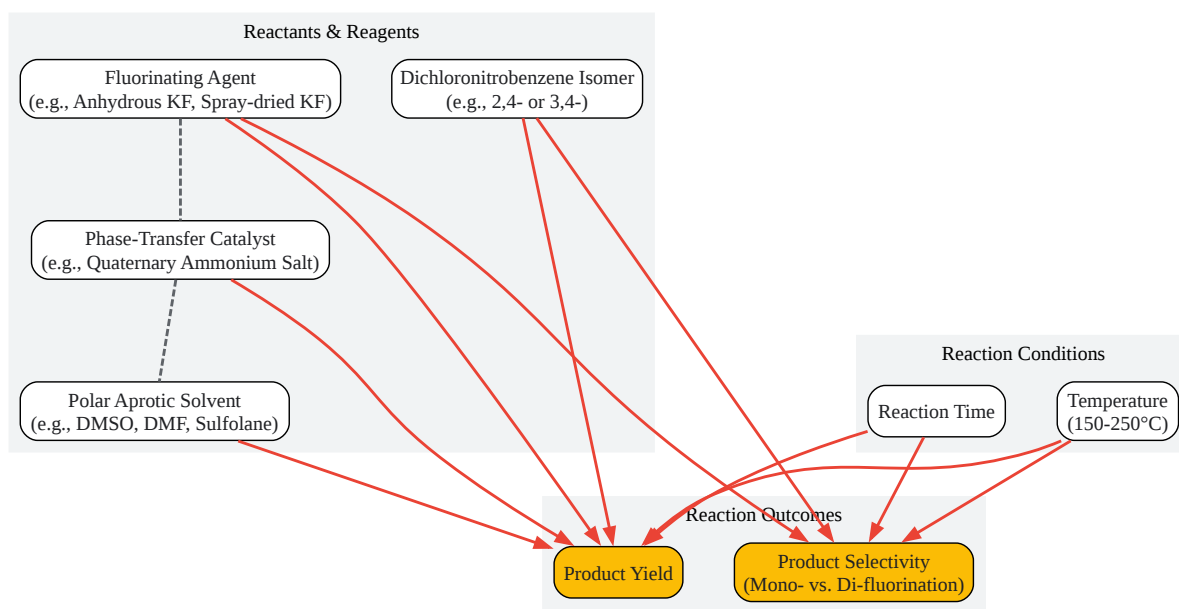 Reactants & Reagents
Fluorinating Agent
(e.g., Anhydrous KF, Spray-dried KF)
Dichloronitrobenzene Isomer
(e.g., 2,4- or 3,4-)
Phase-Transfer Catalyst
(e.g., Quaternary Ammonium Salt)
Polar Aprotic Solvent
(e.g., DMSO, DMF, Sulfolane)
Reaction Conditions
Reaction Time
Temperature
(150-250°C)
Reaction Outcomes
Product Yield
Product Selectivity
(Mono- vs. Di-fluorination)